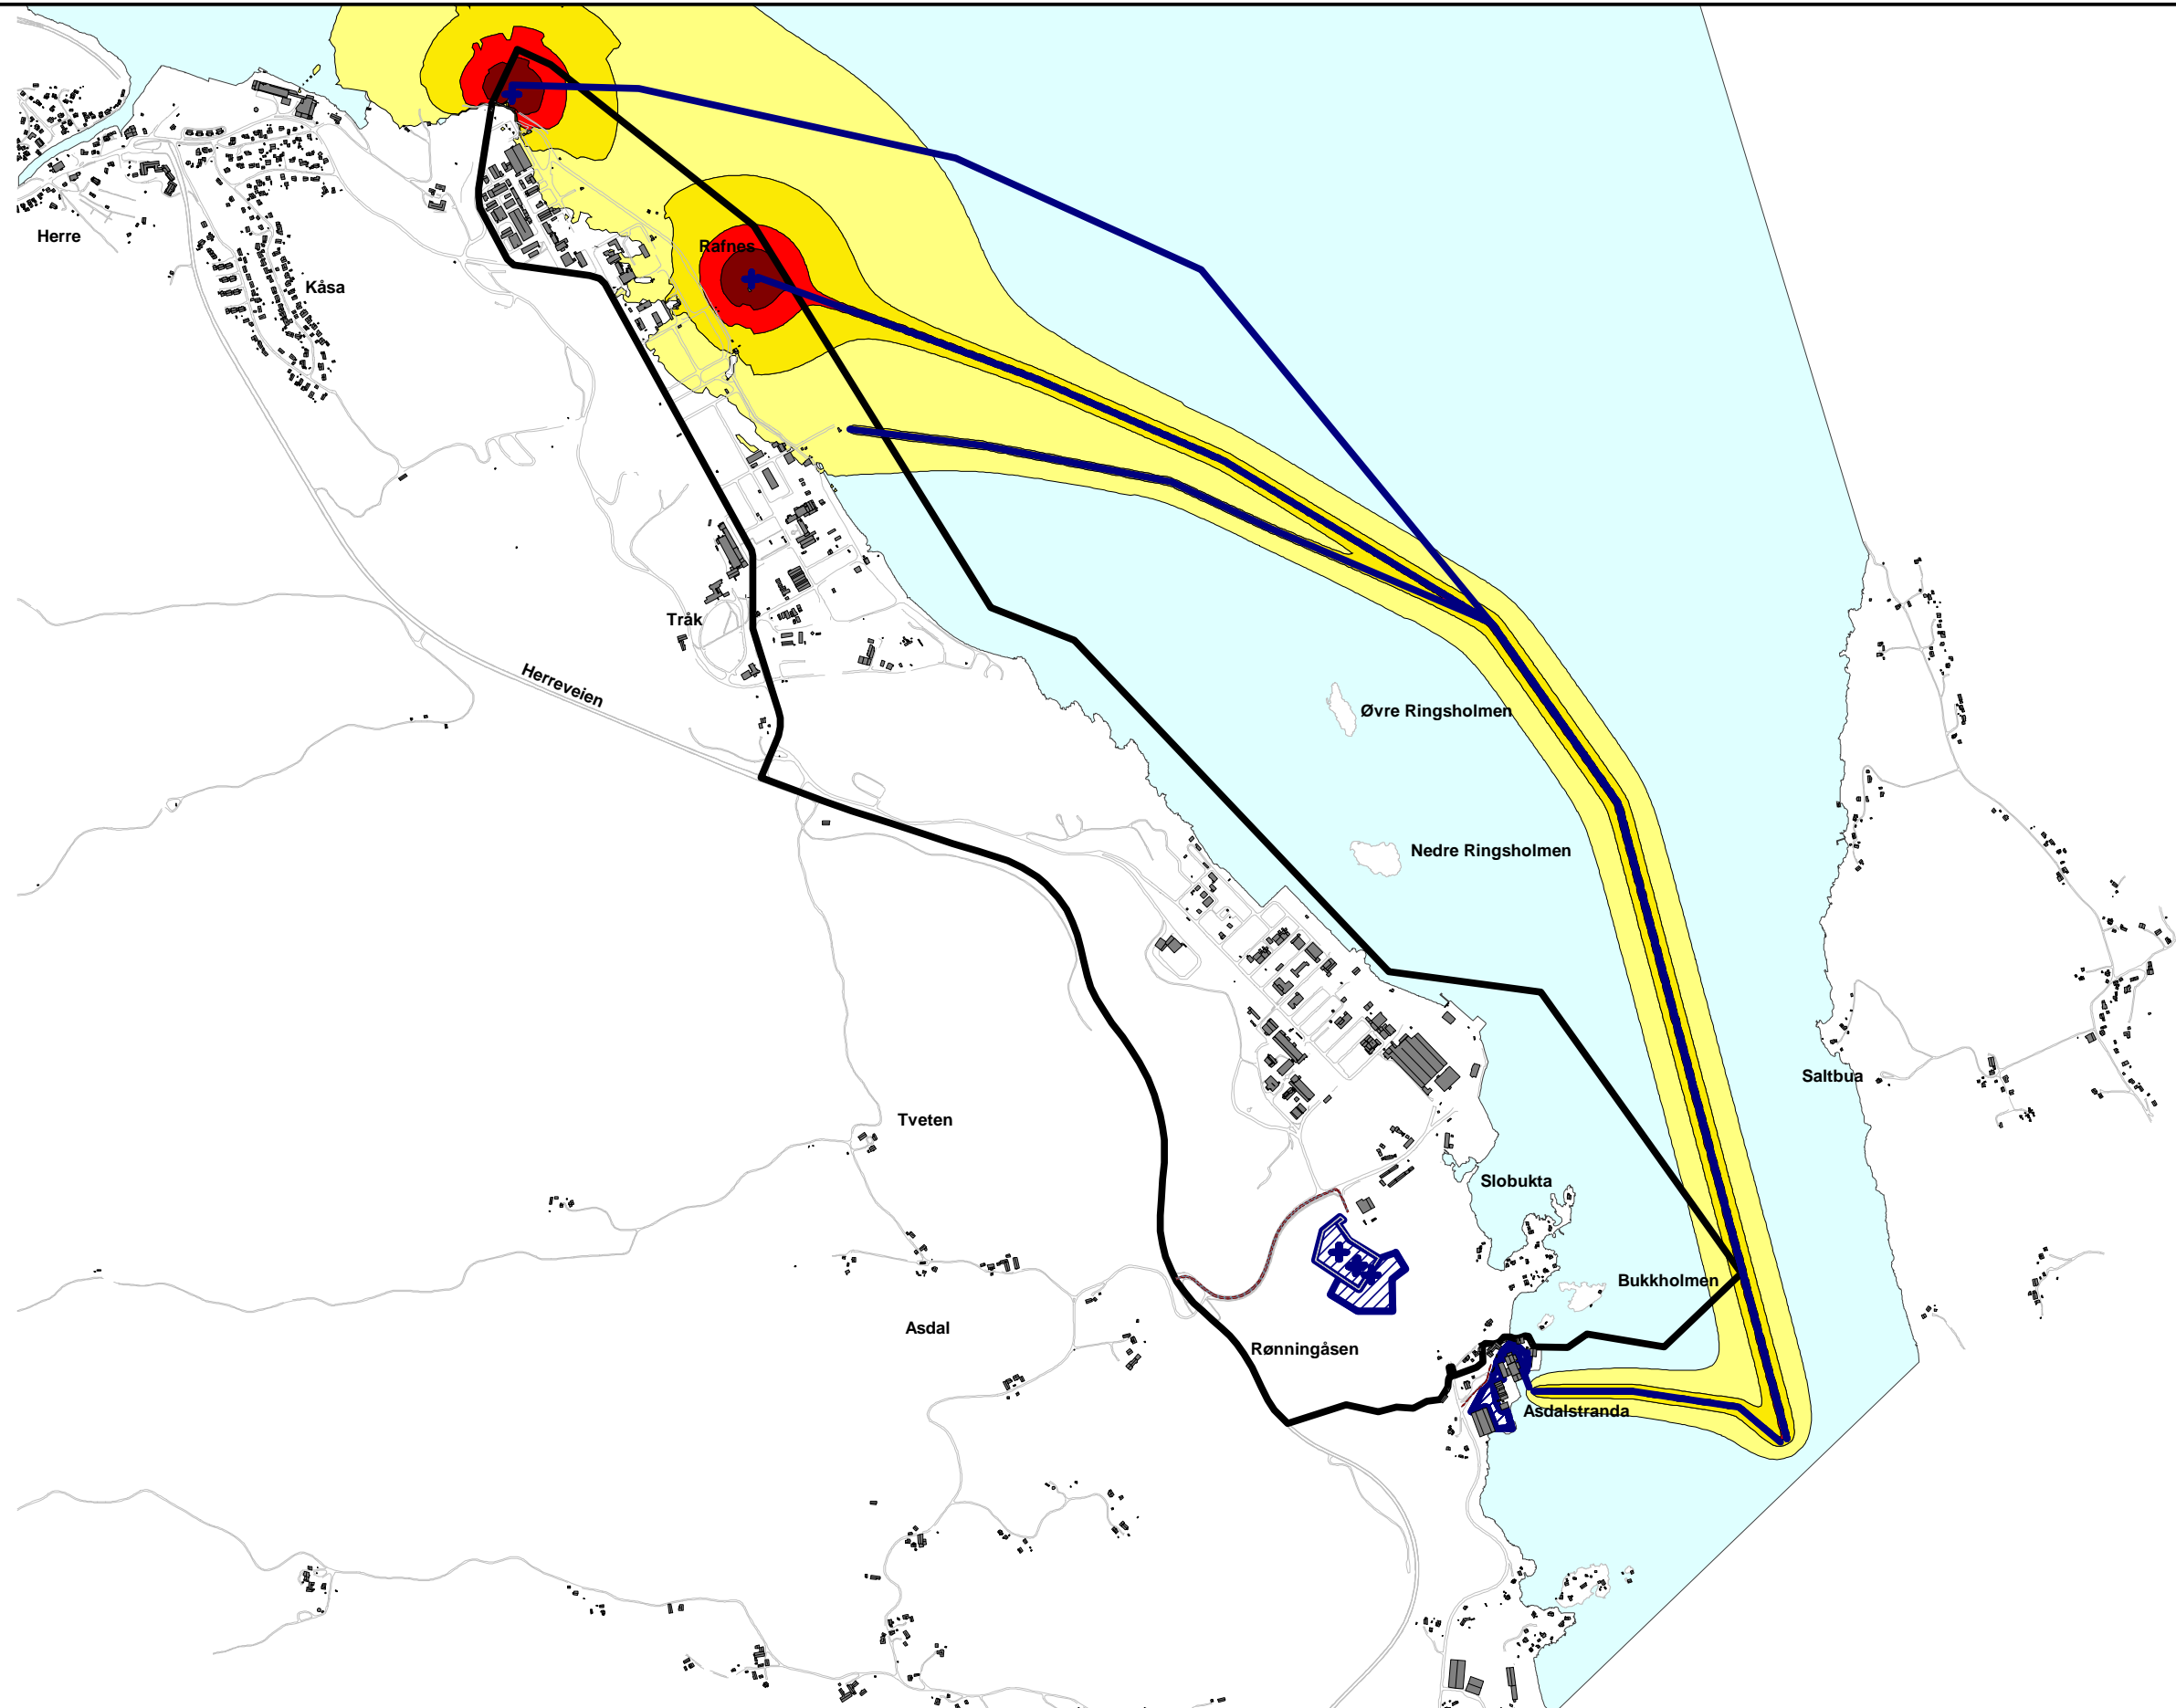 Herre
Rafnes
Kåsa
Tråk
Herreveien
Øvre Ringsholmen
Nedre Ringsholmen
Saltbua
Tveten
Slobukta
Bukkholmen
Asdal
Rønningåsen
Asdalstranda